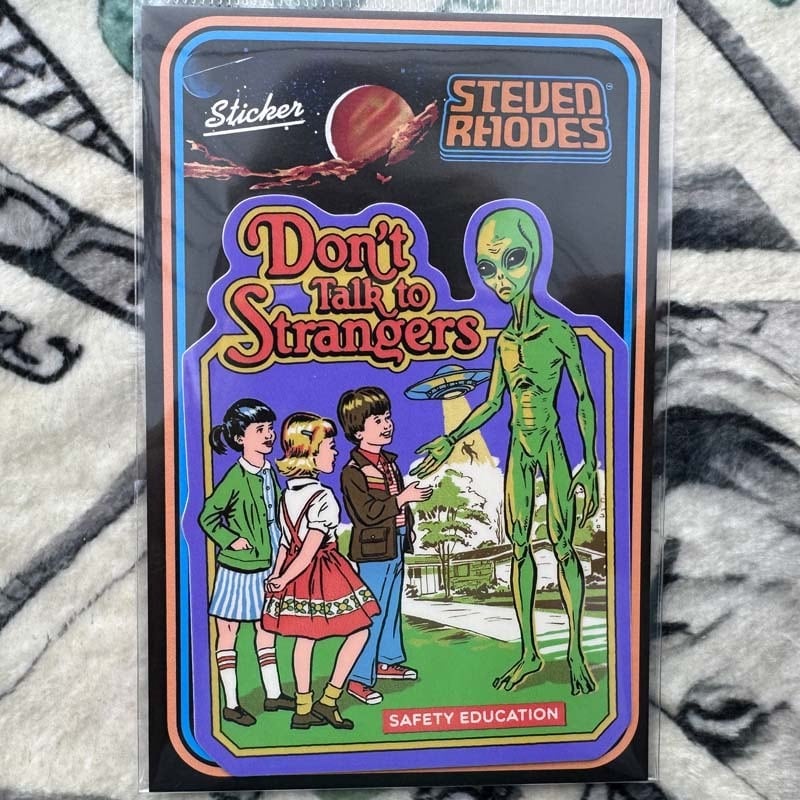 Sticker
STEVEN
RHODES
Don't
Talk to
Strangers
SAFETY EDUCATION